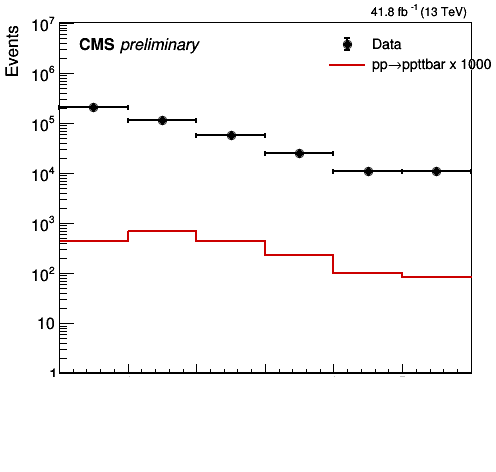 41.8 fb⁻¹ (13 TeV)
Events
CMS preliminary
Data
pp→ppttbar x 1000
10⁷
10⁶
10⁵
10⁴
10³
10²
10
1